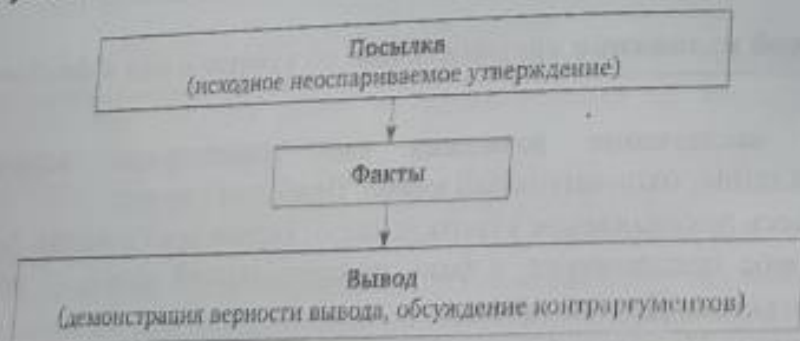 Посылка
(исходное неоспариваемое утверждение)
Факты
Вывод
(демонстрация верности вывода, обсуждение контраргументов)